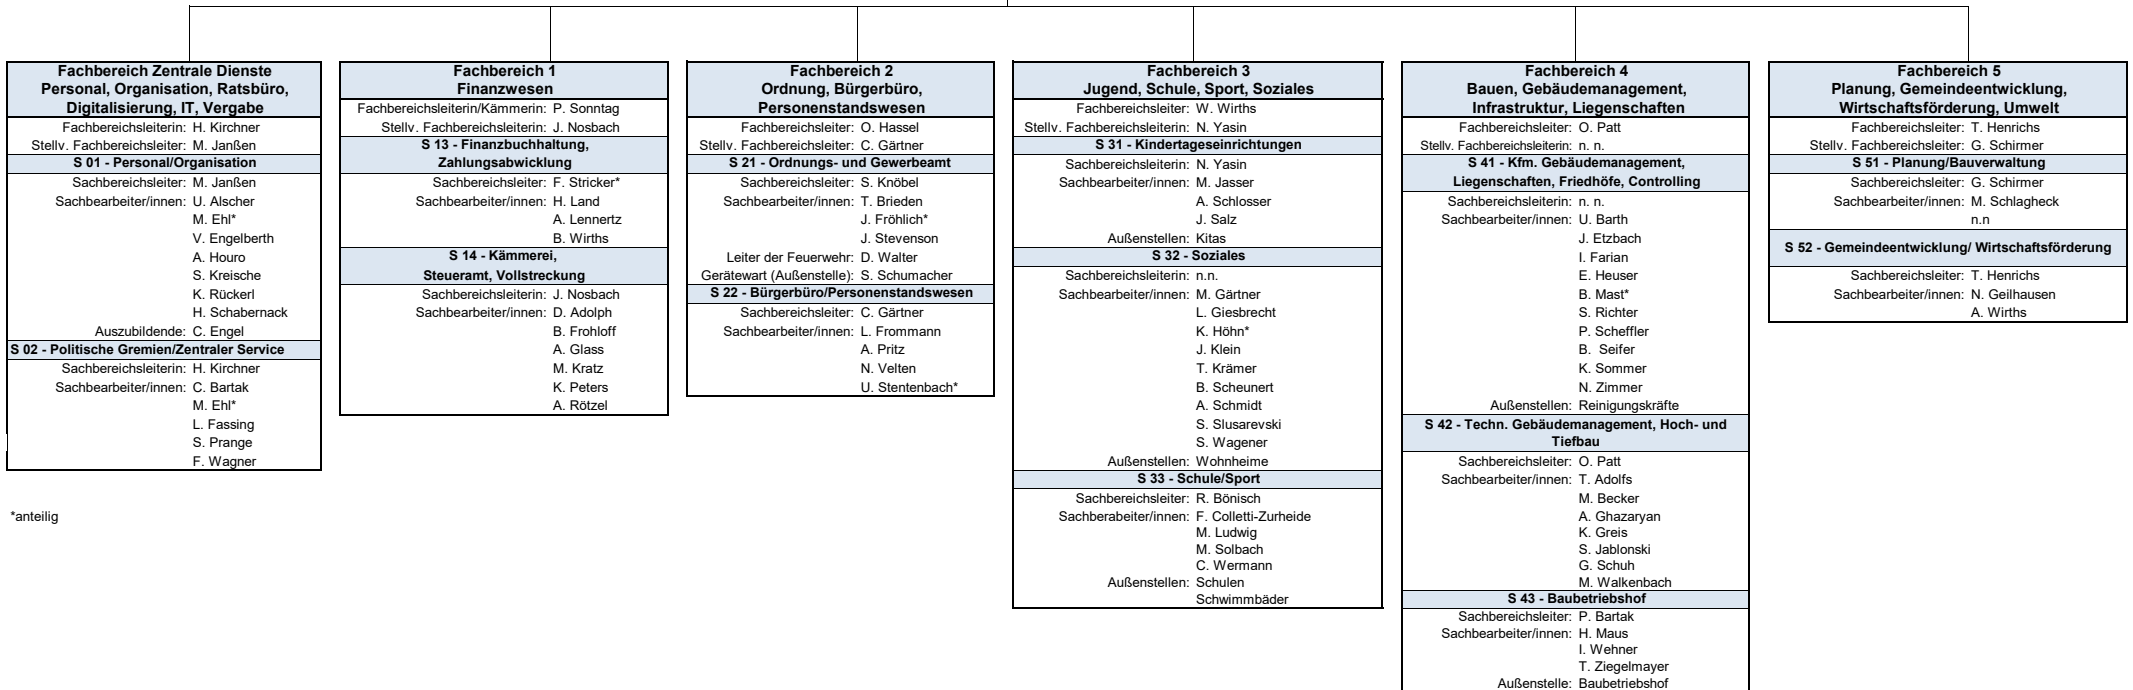 Fachbereich Zentrale Dienste
Personal, Organisation, Ratsbüro,
Digitalisierung, IT, Vergabe
Fachbereichsleiterin: H. Kirchner
Stellv. Fachbereichsleiter: M. Janßen
S 01 - Personal/Organisation
Sachbereichsleiter: M. Janßen
Sachbearbeiter/innen: U. Alscher
M. Ehl*
V. Engelberth
A. Houro
S. Kreische
K. Rückerl
H. Schabernack
Auszubildende: C. Engel
S 02 - Politische Gremien/Zentraler Service
Sachbereichsleiterin: H. Kirchner
Sachbearbeiter/innen: C. Bartak
M. Ehl*
L. Fassing
S. Prange
F. Wagner
*anteilig
Fachbereich 1
Finanzwesen
Fachbereichsleiterin/Kämmerin: P. Sonntag
Stellv. Fachbereichsleiterin: J. Nosbach
S 13 - Finanzbuchhaltung,
Zahlungsabwicklung
Sachbereichsleiter: F. Stricker*
Sachbearbeiter/innen: H. Land
A. Lennertz
B. Wirths
S 14 - Kämmerei,
Steueramt, Vollstreckung
Sachbereichsleiterin: J. Nosbach
Sachbearbeiter/innen: D. Adolph
B. Frohloff
A. Glass
M. Kratz
K. Peters
A. Rötzel
Fachbereich 2
Ordnung, Bürgerbüro,
Personenstandswesen
Fachbereichsleiter: O. Hassel
Stellv. Fachbereichsleiter: C. Gärtner
S 21 - Ordnungs- und Gewerbeamt
Sachbereichsleiter: S. Knöbel
Sachbearbeiter/innen: T. Brieden
J. Fröhlich*
J. Stevenson
Leiter der Feuerwehr: D. Walter
Gerätewart (Außenstelle): S. Schumacher
S 22 - Bürgerbüro/Personenstandswesen
Sachbereichsleiter: C. Gärtner
Sachbearbeiter/innen: L. Frommann
A. Pritz
N. Velten
U. Stentenbach*
Fachbereich 3
Jugend, Schule, Sport, Soziales
Fachbereichsleiter: W. Wirths
Stellv. Fachbereichsleiterin: N. Yasin
S 31 - Kindertageseinrichtungen
Sachbereichsleiterin: N. Yasin
Sachbearbeiter/innen: M. Jasser
A. Schlosser
J. Salz
Außenstellen: Kitas
S 32 - Soziales
Sachbereichsleiterin: n.n.
Sachbearbeiter/innen: M. Gärtner
L. Giesbrecht
K. Höhn*
J. Klein
T. Krämer
B. Scheunert
A. Schmidt
S. Slusarevski
S. Wagener
Außenstellen: Wohnheime
S 33 - Schule/Sport
Sachbereichsleiter: R. Bönisch
Sachberabeiter/innen: F. Colletti-Zurheide
M. Ludwig
M. Solbach
C. Wermann
Außenstellen: Schulen
Schwimmbäder
Fachbereich 4
Bauen, Gebäudemanagement,
Infrastruktur, Liegenschaften
Fachbereichsleiter: O. Patt
Stellv. Fachbereichsleiterin: n. n.
S 41 - Kfm. Gebäudemanagement,
Liegenschaften, Friedhöfe, Controlling
Sachbereichsleiterin: n. n.
Sachbearbeiter/innen: U. Barth
J. Etzbach
I. Farian
E. Heuser
B. Mast*
S. Richter
P. Scheffler
B. Seifer
K. Sommer
N. Zimmer
Außenstellen: Reinigungskräfte
S 42 - Techn. Gebäudemanagement, Hoch- und
Tiefbau
Sachbereichsleiter: O. Patt
Sachbearbeiter/innen: T. Adolfs
M. Becker
A. Ghazaryan
K. Greis
S. Jablonski
G. Schuh
M. Walkenbach
S 43 - Baubetriebshof
Sachbereichsleiter: P. Bartak
Sachbearbeiter/innen: H. Maus
I. Wehner
T. Ziegelmayer
Außenstelle: Baubetriebshof
Fachbereich 5
Planung, Gemeindeentwicklung,
Wirtschaftsförderung, Umwelt
Fachbereichsleiter: T. Henrichs
Stellv. Fachbereichsleiter: G. Schirmer
S 51 - Planung/Bauverwaltung
Sachbereichsleiter: G. Schirmer
Sachbearbeiter/innen: M. Schlagheck
n.n
S 52 - Gemeindeentwicklung/ Wirtschaftsförderung
Sachbereichsleiter: T. Henrichs
Sachbearbeiter/innen: N. Geilhausen
A. Wirths